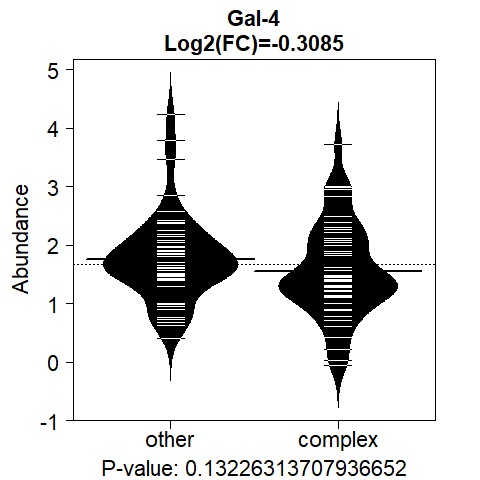 Gal-4
Log2(FC)=-0.3085
Abundance
5
4
3
2
1
0
-1
other complex
P-value: 0.13226313707936652